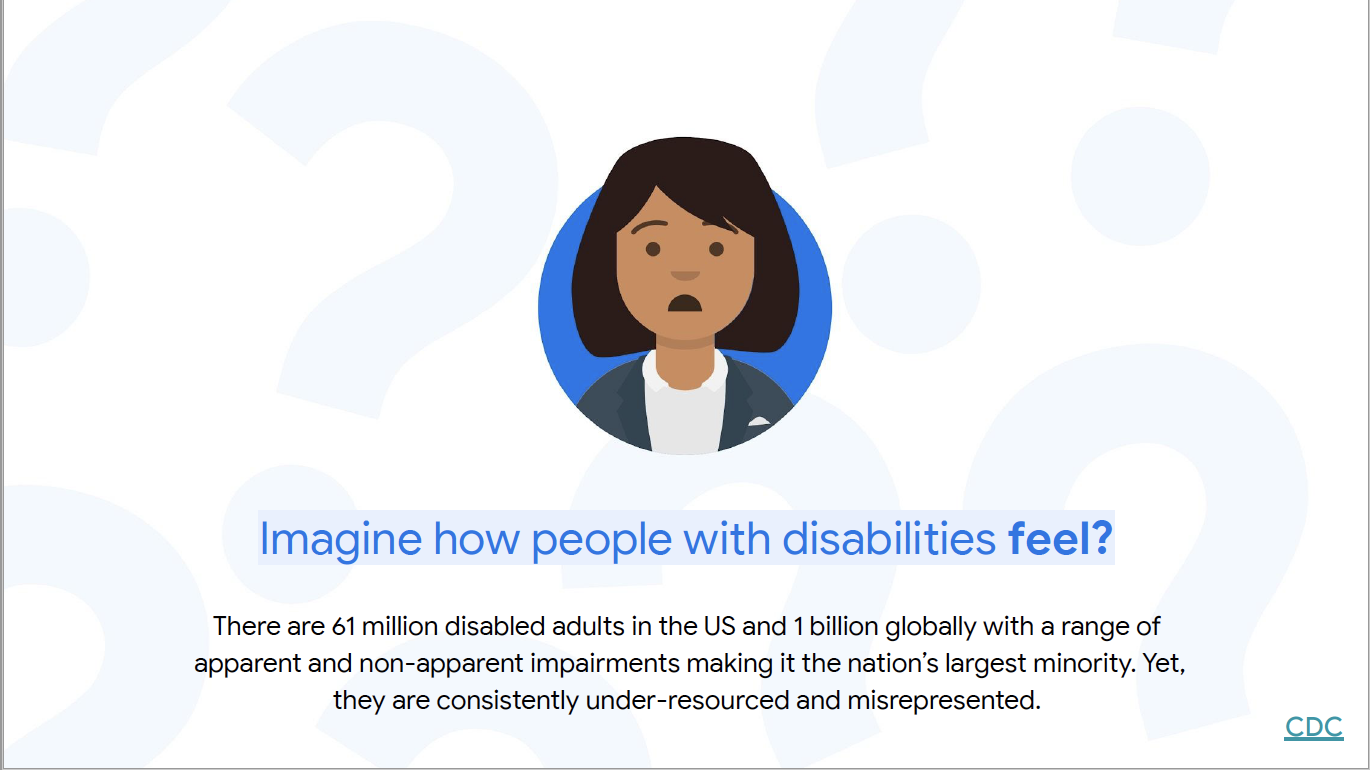 Imagine how people with disabilities feel?
There are 61 million disabled adults in the US and 1 billion globally with a range of
apparent and non-apparent impairments making it the nation’s largest minority. Yet,
they are consistently under-resourced and misrepresented.
CDC